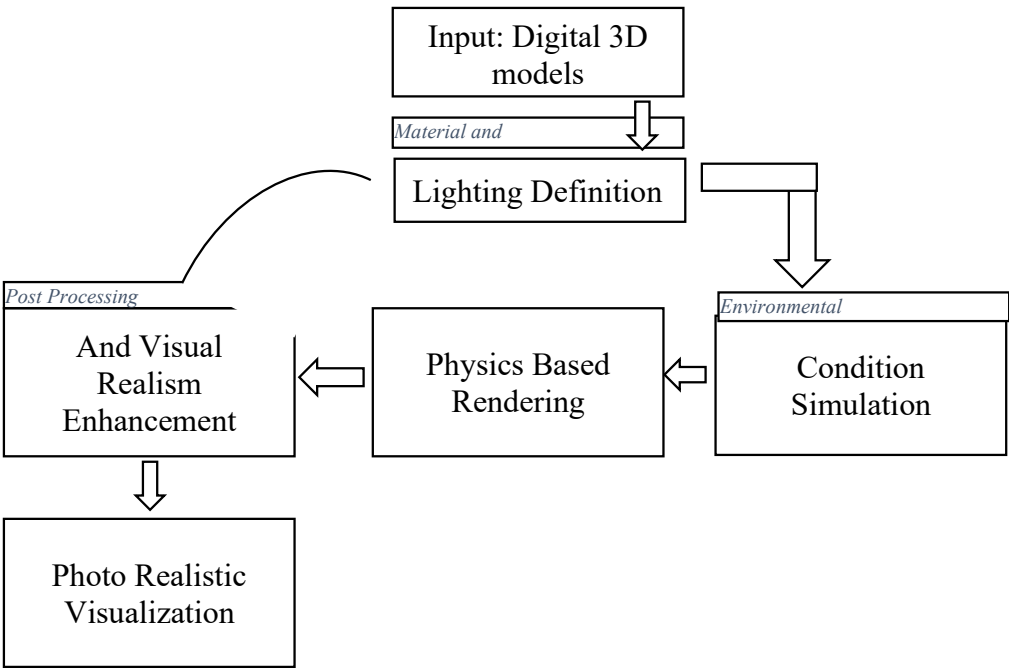 Input: Digital 3D
models
Material and
Lighting Definition
Environmental
Condition
Simulation
Physics Based
Rendering
Post Processing
And Visual
Realism
Enhancement
Photo Realistic
Visualization